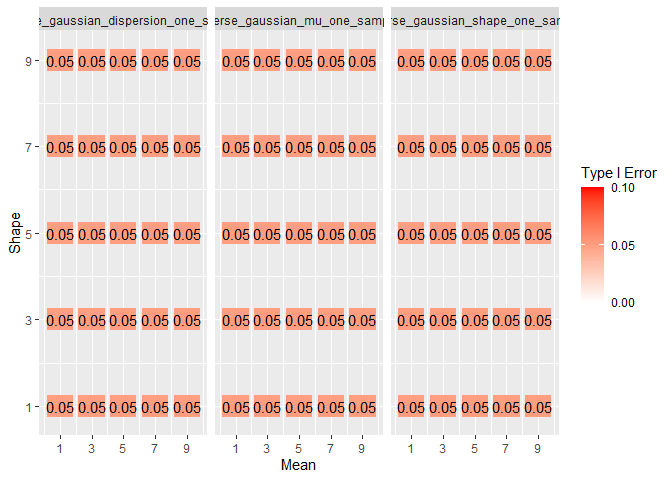 e_gaussian_dispersion_one_s erse_gaussian_mu_one_samp rse_gaussian_shape_one_sar
9 0.05 0.05 0.05 0.05 0.05 0.05 0.05 0.05 0.05 0.05 0.05 0.05 0.05 0.05 0.05
7 0.05 0.05 0.05 0.05 0.05 0.05 0.05 0.05 0.05 0.05 0.05 0.05 0.05 0.05 0.05
5 0.05 0.05 0.05 0.05 0.05 0.05 0.05 0.05 0.05 0.05 0.05 0.05 0.05 0.05 0.05
3 0.05 0.05 0.05 0.05 0.05 0.05 0.05 0.05 0.05 0.05 0.05 0.05 0.05 0.05 0.05
1 0.05 0.05 0.05 0.05 0.05 0.05 0.05 0.05 0.05 0.05 0.05 0.05 0.05 0.05 0.05
1 3 5 7 9 1 3 5 7 9 1 3 5 7 9
Mean
Shape
Type I Error
0.10
0.05
0.00